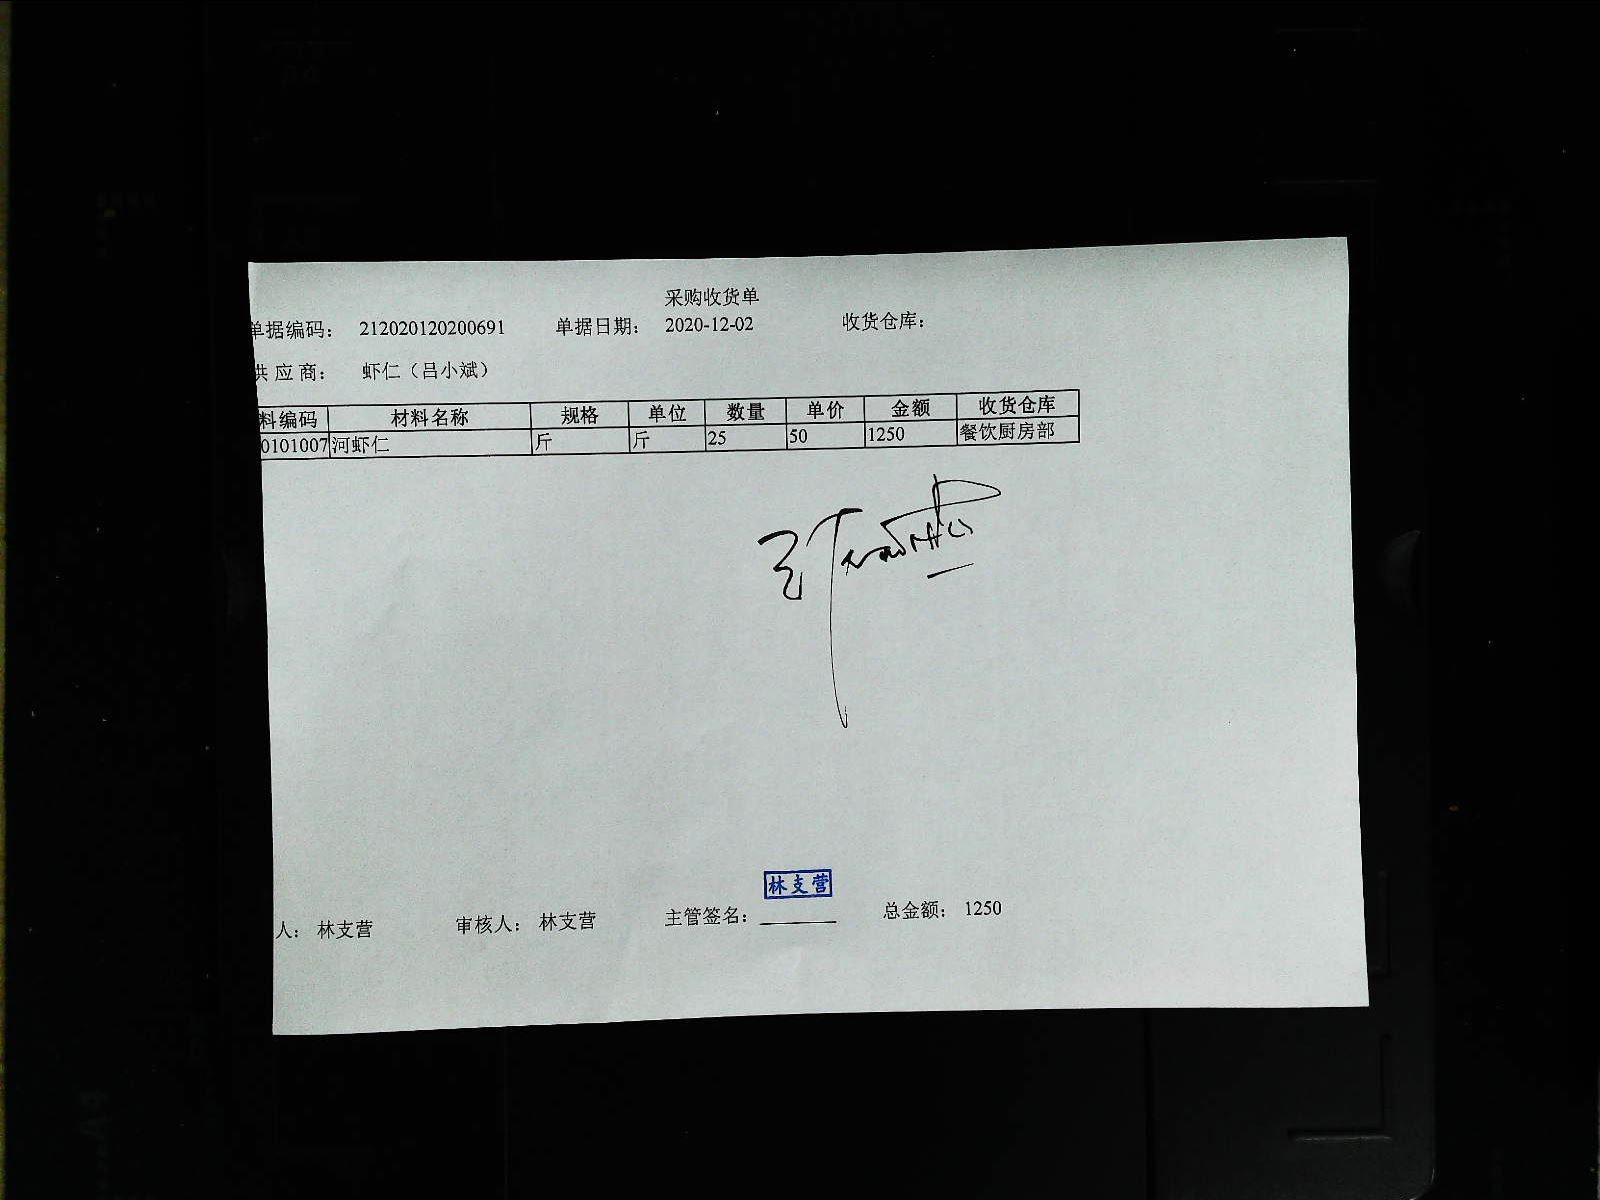 采购收货单
单据编码： 212020120200691 单据日期： 2020-12-02 收货仓库：
供应商： 虾仁（吕小斌）
料编码 材料名称 规格 单位 数量 单价 金额 收货仓库
0101007 河虾仁 斤 斤 25 50 1250 餐饮厨房部
林支营
人： 林支营 审核人： 林支营 主管签名： 总金额： 1250